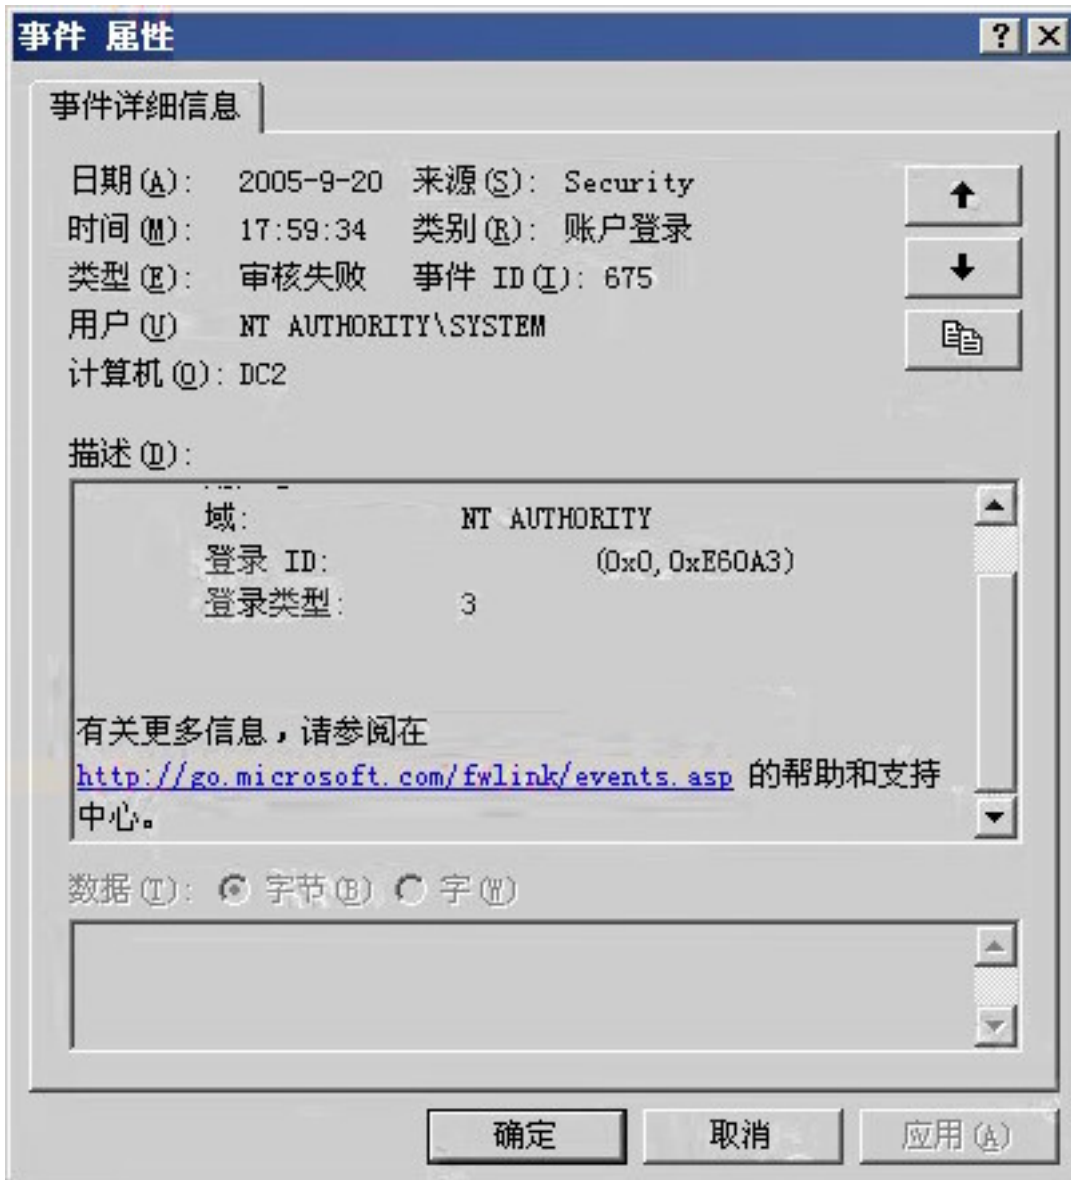 事件 属性
事件详细信息
日期(A): 2005-9-20 来源(S): Security
时间(M): 17:59:34 类别(R): 账户登录
类型(E): 审核失败 事件 ID(I): 675
用户(U) NT AUTHORITY\SYSTEM
计算机(O): DC2
描述(D):
域: NT AUTHORITY
登录 ID: (0x0,0xE60A3)
登录类型: 3
有关更多信息，请参阅在
http://go.microsoft.com/fwlink/events.asp 的帮助和支持
中心。
数据(T): 字节(B) 字(W)
确定 取消 应用(A)